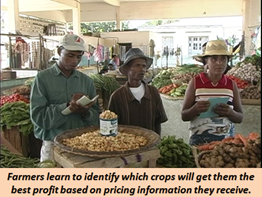 Farmers learn to identify which crops will get them the
best profit based on pricing information they receive.